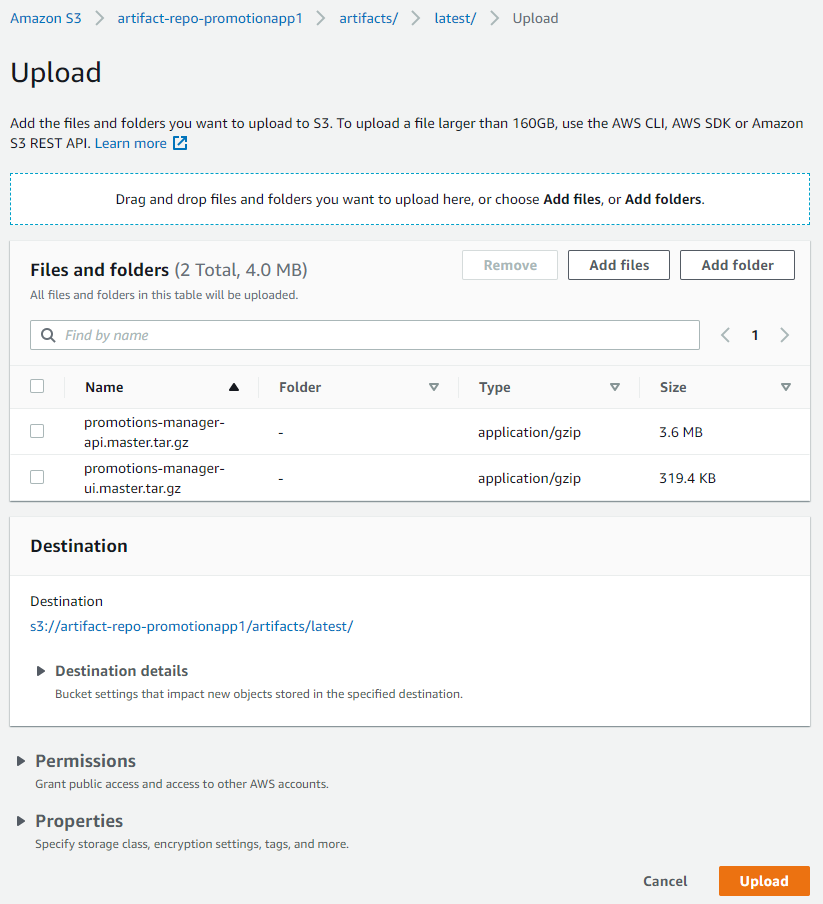 Amazon S3 > artifact-repo-promotionapp1 > artifacts/ > latest/ > Upload
Upload
Add the files and folders you want to upload to S3. To upload a file larger than 160GB, use the AWS CLI, AWS SDK or Amazon
S3 REST API. Learn more
Drag and drop files and folders you want to upload here, or choose Add files, or Add folders.
Files and folders (2 Total, 4.0 MB)
Remove Add files Add folder
All files and folders in this table will be uploaded.
Find by name
1
Name Folder Type Size
promotions-manager-
api.master.tar.gz - application/gzip 3.6 MB
promotions-manager-
ui.master.tar.gz - application/gzip 319.4 KB
Destination
Destination
s3://artifact-repo-promotionapp1/artifacts/latest/
Destination details
Bucket settings that impact new objects stored in the specified destination.
Permissions
Grant public access and access to other AWS accounts.
Properties
Specify storage class, encryption settings, tags, and more.
Cancel Upload